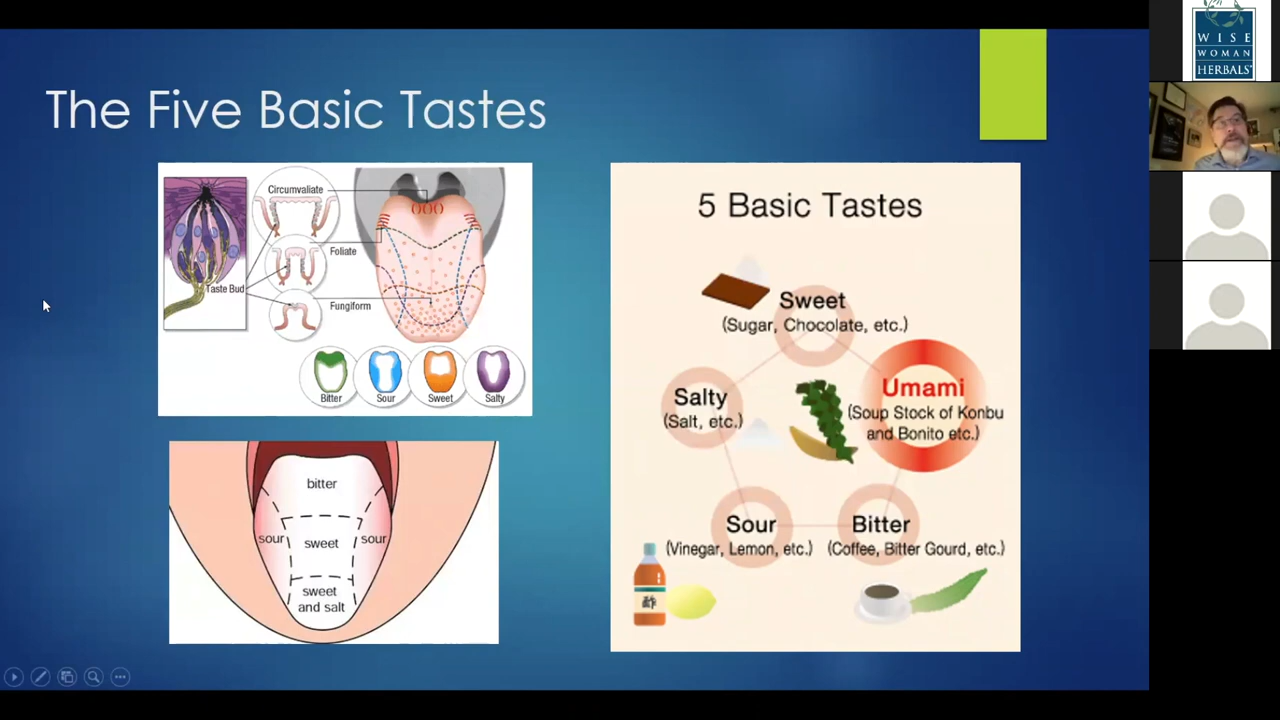 The Five Basic Tastes
Circumvallate
Foliate
Taste Bud
Fungiform
Bitter
Sour
Sweet
Salty
bitter
sour
sweet
sour
sweet
and salt
5 Basic Tastes
Sweet
(Sugar, Chocolate, etc.)
Umami
(Soup Stock of Konbu
and Bonito etc.)
Salty
(Salt, etc.)
Sour
(Vinegar, Lemon, etc.)
Bitter
(Coffee, Bitter Gourd, etc.)
酢
WISE
WOMAN
HERBALS®